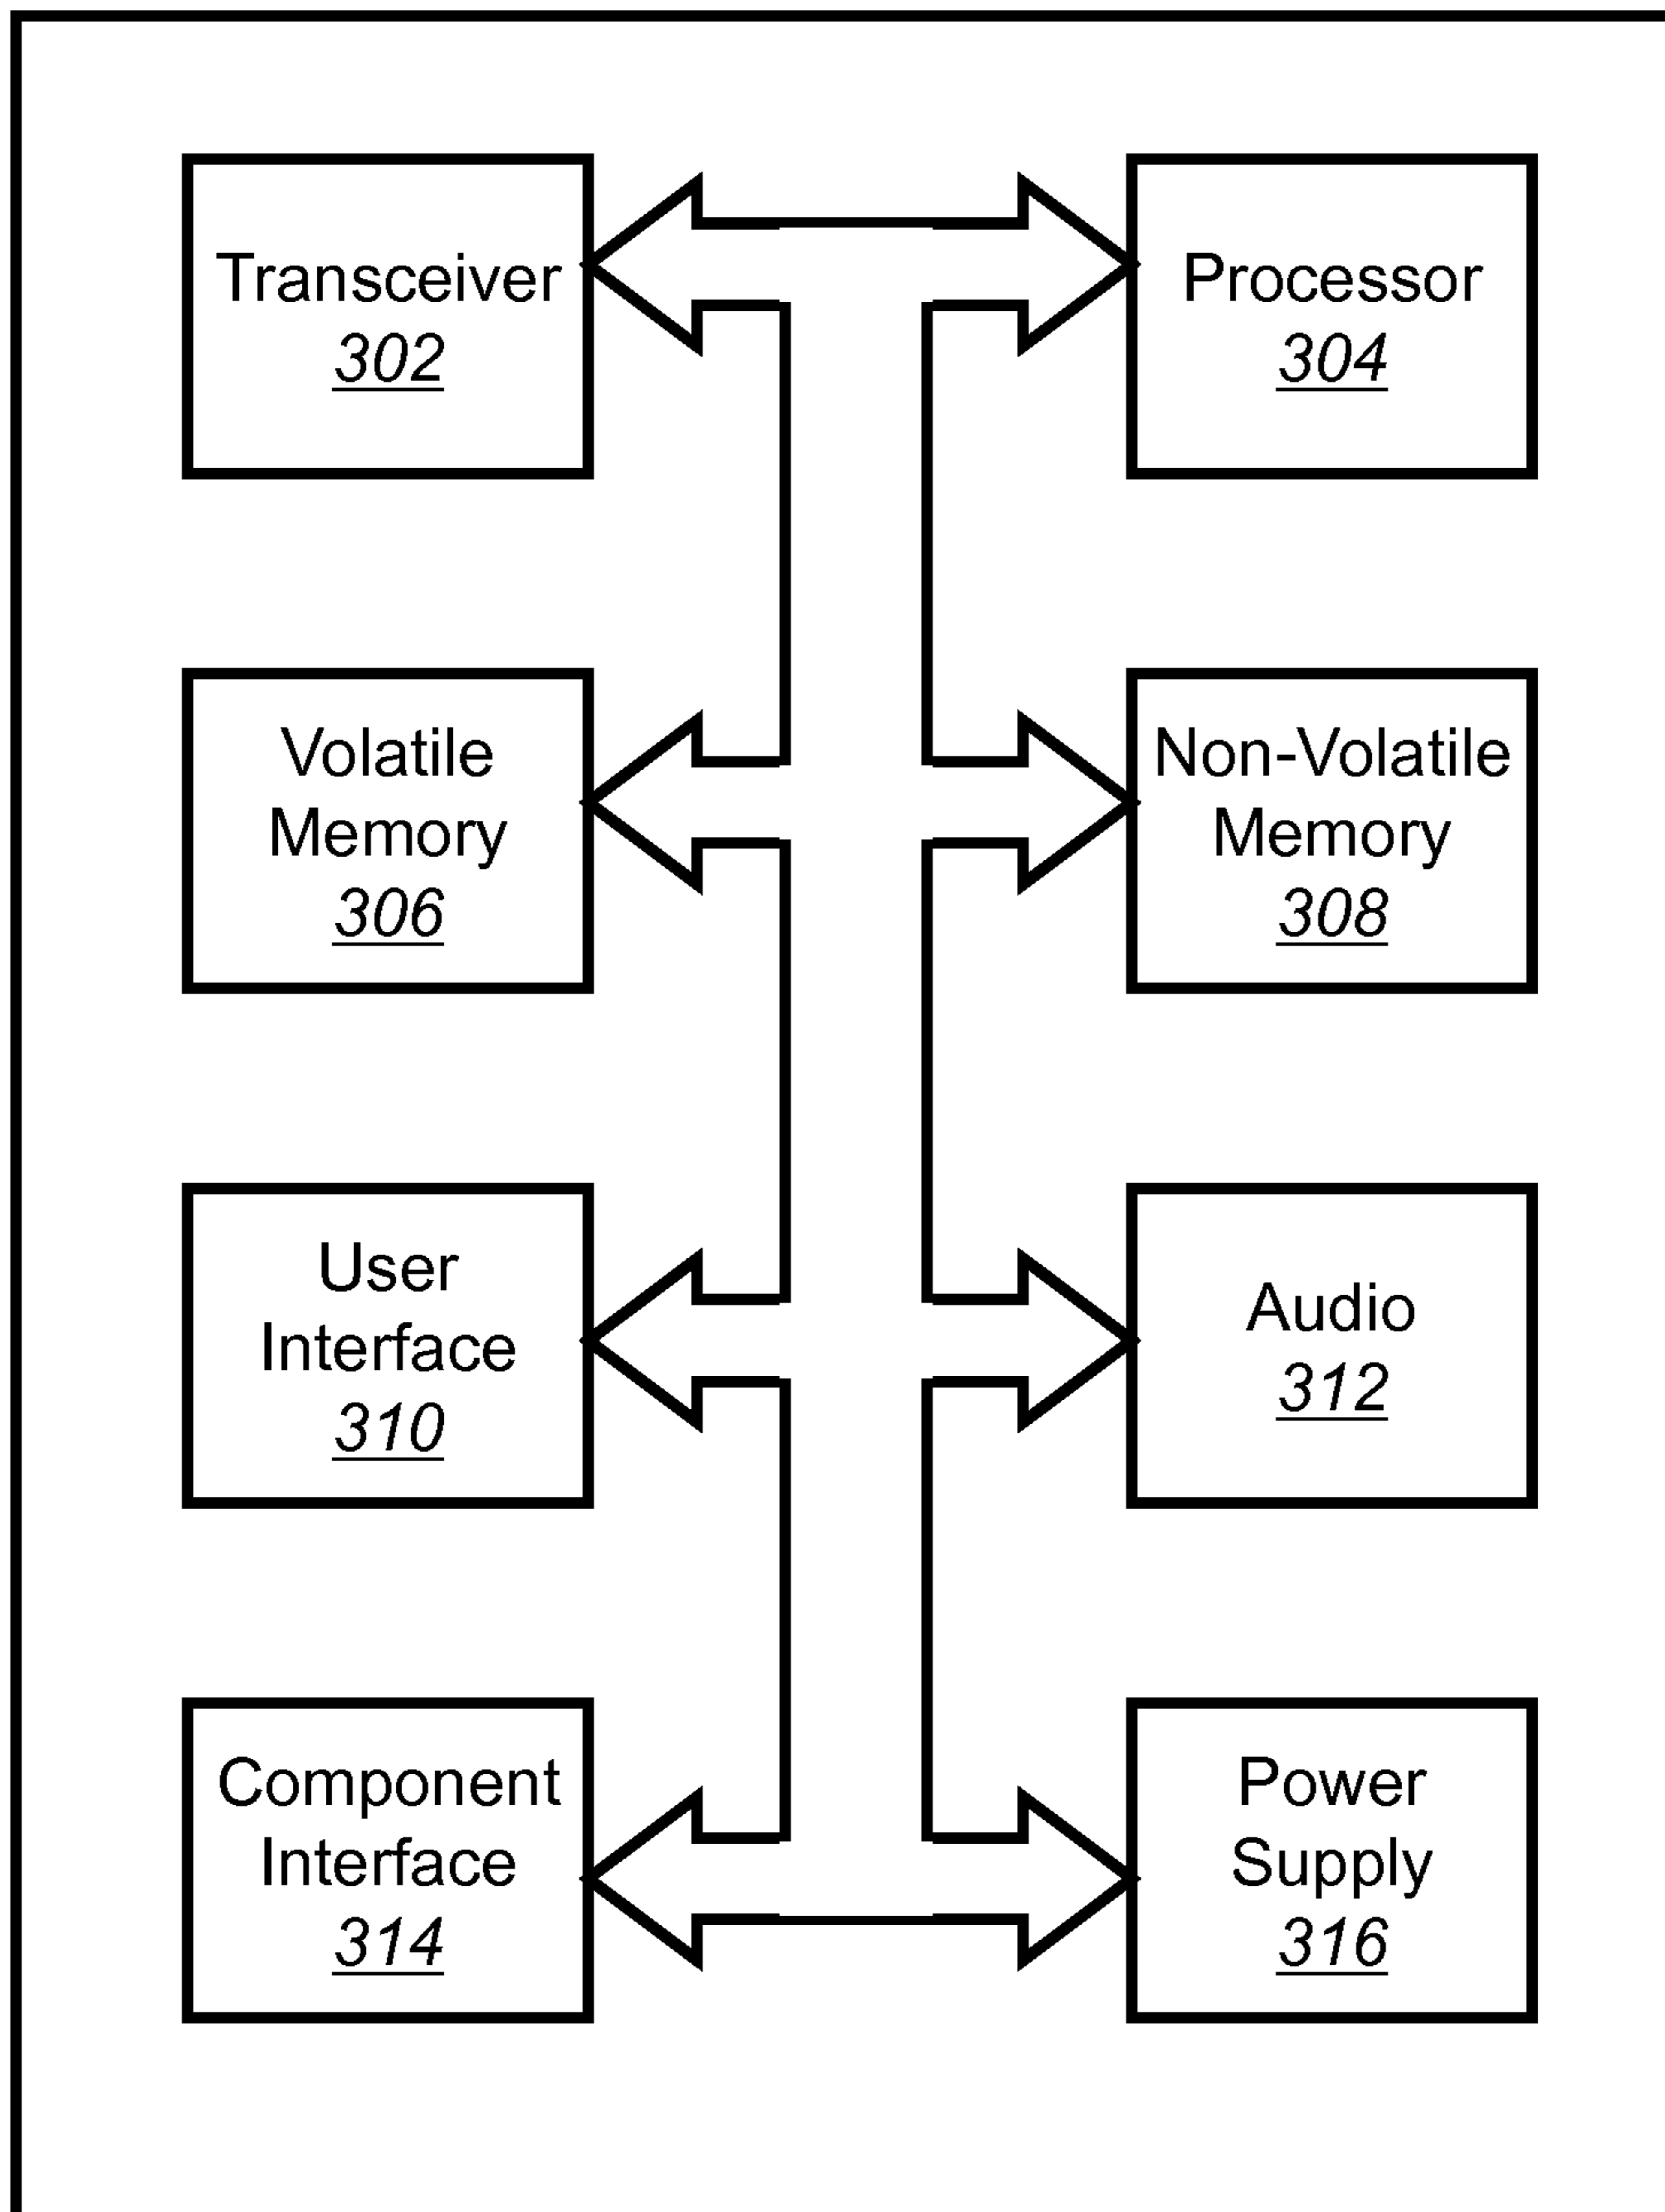 Transceiver
302
Processor
304
Volatile
Memory
306
Non-Volatile
Memory
308
User
Interface
310
Audio
312
Component
Interface
314
Power
Supply
316